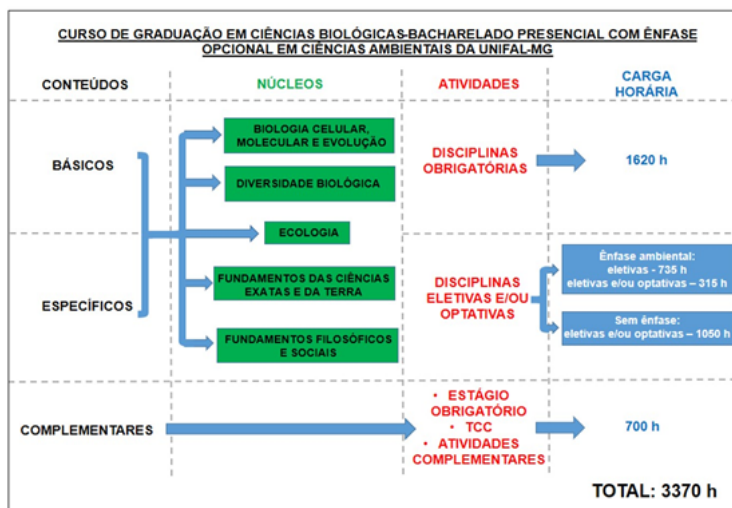 CURSO DE GRADUAÇÃO EM CIÊNCIAS BIOLÓGICAS-BACHARELADO PRESENCIAL COM ÊNFASE
OPCIONAL EM CIÊNCIAS AMBIENTAIS DA UNIFAL-MG
CONTEÚDOS
NÚCLEOS
ATIVIDADES
CARGA
HORÁRIA
BÁSICOS
ESPECÍFICOS
BIOLOGIA CELULAR,
MOLECULAR E EVOLUÇÃO
DIVERSIDADE BIOLÓGICA
ECOLOGIA
FUNDAMENTOS DAS CIÊNCIAS
EXATAS E DA TERRA
FUNDAMENTOS FILOSÓFICOS
E SOCIAIS
DISCIPLINAS
OBRIGATÓRIAS
1620 h
DISCIPLINAS
ELETIVAS E/OU
OPTATIVAS
Ênfase ambiental:
eletivas - 735 h
eletivas e/ou optativas – 315 h
Sem ênfase:
eletivas e/ou optativas – 1050 h
COMPLEMENTARES
• ESTÁGIO
OBRIGATÓRIO
• TCC
• ATIVIDADES
COMPLEMENTARES
700 h
TOTAL: 3370 h